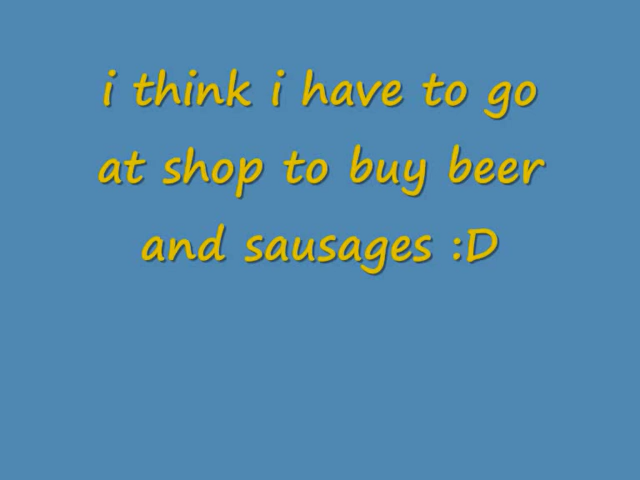 i think i have to go
at shop to buy beer
and sausages :D